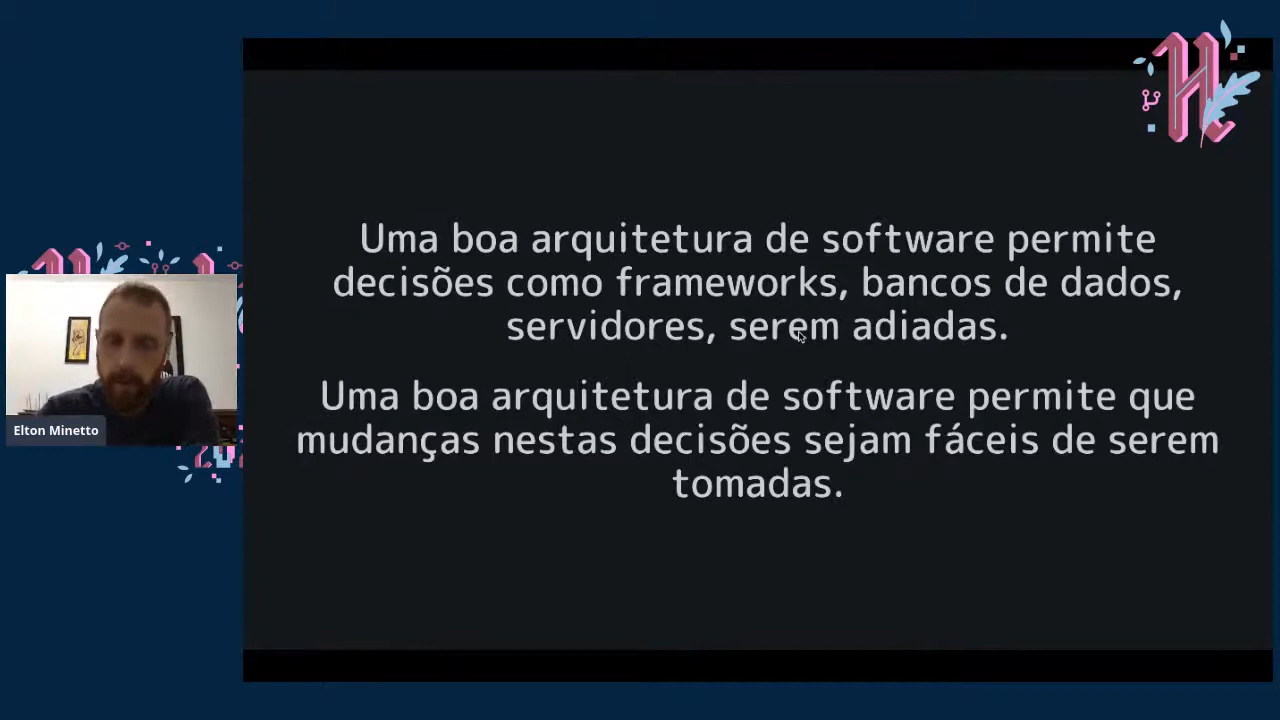 Uma boa arquitetura de software permite
decisões como frameworks, bancos de dados,
servidores, serem adiadas.
Uma boa arquitetura de software permite que
mudanças nestas decisões sejam fáceis de serem
tomadas.
Elton Minetto
H